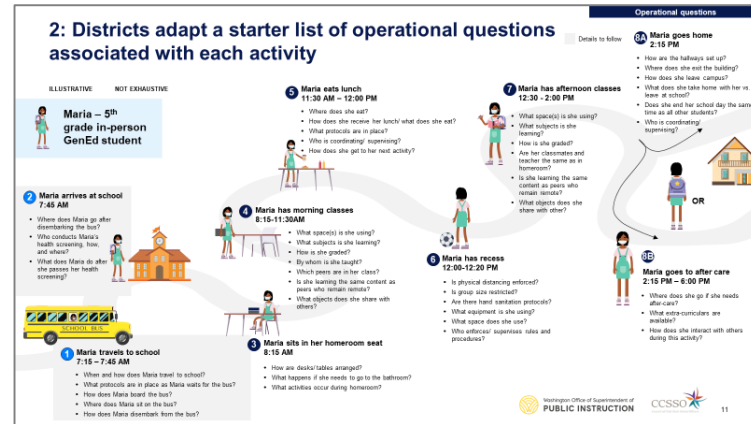 Operational questions
2: Districts adapt a starter list of operational questions
associated with each activity
Details to follow
ILLUSTRATIVE NOT EXHAUSTIVE
Maria – 5th
grade in-person
GenEd student
2
Maria arrives at school
7:45 AM
• Where does Maria go after
disembarking the bus?
• Who conducts Maria's
health screening, how,
and where?
• What does Maria do after
she passes her health
screening?
SCHOOL BUS
1
Maria travels to school
7:15 – 7:45 AM
• When and how does Maria travel to school?
• What protocols are in place as Maria waits for the bus?
• How does Maria board the bus?
• Where does Maria sit on the bus?
• How does Maria disembark from the bus?
5
Maria eats lunch
11:30 AM – 12:00 PM
• Where does she eat?
• How does she receive her lunch/ what does she eat?
• What protocols are in place?
• Who is coordinating/ supervising?
• How does she get to her next activity?
4
Maria has morning classes
8:15-11:30AM
• What space(s) is she using?
• What subjects is she learning?
• How is she graded?
• By whom is she taught?
• Which peers are in her class?
• Is she learning the same content as
peers who remain remote?
• What objects does she share with
others?
3
Maria sits in her homeroom seat
8:15 AM
• How are desks/ tables arranged?
• What happens if she needs to go to the bathroom?
• What activities occur during homeroom?
7
Maria has afternoon classes
12:30 - 2:00 PM
• What space(s) is she using?
• What subjects is she
learning?
• How is she graded?
• Are her classmates and
teacher the same as in
homeroom?
• Is she learning the same
content as peers who
remain remote?
• What objects does she
share with other?
6
Maria has recess
12:00-12:20 PM
• Is physical distancing enforced?
• Is group size restricted?
• Are there hand sanitation protocols?
• What equipment is she using?
• What space does she use?
• Who enforces/ supervises rules and
procedures?
8A
Maria goes home
2:15 PM
• How are the hallways set up?
• Where does she exit the building?
• How does she leave campus?
• What does she take home with her vs.
leave at school?
• Does she end her school day the same
time as all other students?
• Who is coordinating/
supervising?
OR
8B
Maria goes to after care
2:15 PM – 6:00 PM
• Where does she go if she needs
after-care?
• What extra-curriculars are
available?
• How does she interact with others
during this activity?
Washington Office of Superintendent of
PUBLIC INSTRUCTION
CCSSO
11